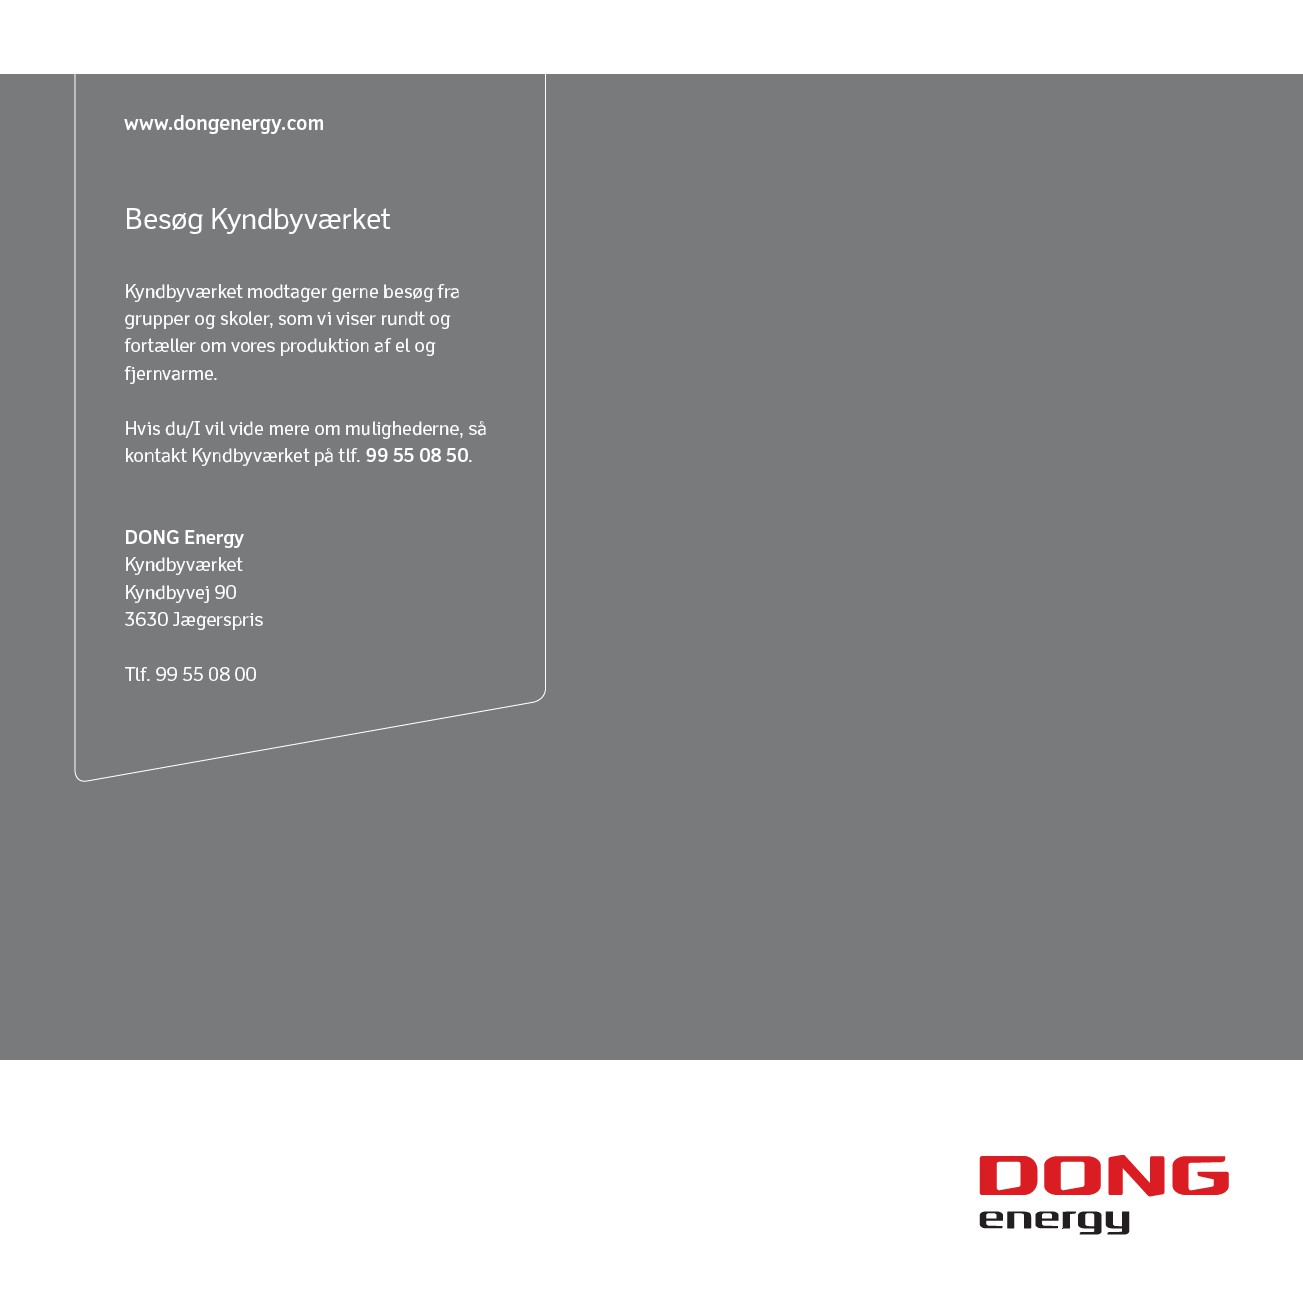 www.dongenergy.com
Besøg Kyndbyværket
Kyndbyværket modtager gerne besøg fra
grupper og skoler, som vi viser rundt og
fortæller om vores produktion af el og
fjernvarme.
Hvis du/I vil vide mere om mulighederne, så
kontakt Kyndbyværket på tlf. 99 55 08 50.
DONG Energy
Kyndbyværket
Kyndbyvej 90
3630 Jægerspris
Tlf. 99 55 08 00
DONG
energy